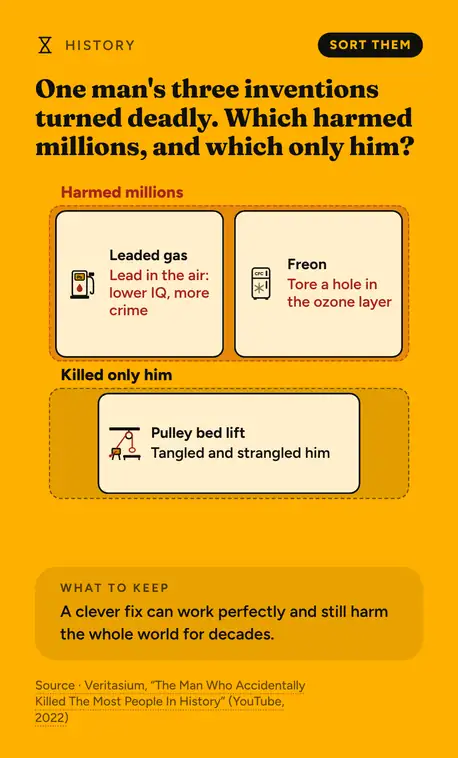 HISTORY
SORT THEM
One man's three inventions
turned deadly. Which harmed
millions, and which only him?
Harmed millions
Leaded gas
Lead in the air:
lower IQ, more
crime
CFC
Freon
Tore a hole in
the ozone layer
Killed only him
Pulley bed lift
Tangled and strangled him
WHAT TO KEEP
A clever fix can work perfectly and still harm
the whole world for decades.
Source · Veritasium, “The Man Who Accidentally
Killed The Most People In History” (YouTube,
2022)